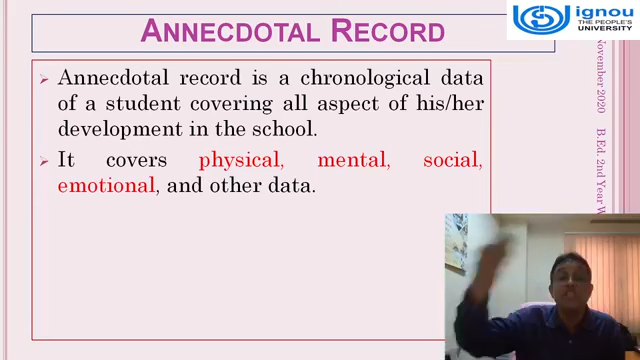 ANNECDOTAL RECORD
ignou
THE PEOPLE'S
UNIVERSITY
Annecdotal record is a chronological data
of a student covering all aspect of his/her
development in the school.
It covers physical, mental, social,
emotional, and other data.
November 2020
B.Ed. 2nd Year W